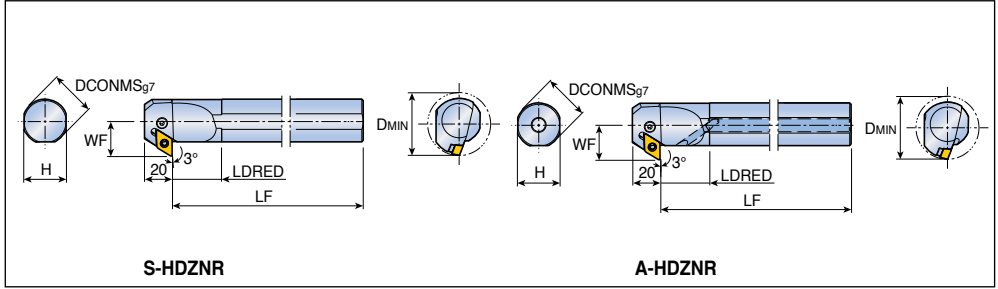 DCONMSg7
WF
H
20
3°
LDRED
LF
DMIN
S-HDZNR
DCONMSg7
WF
H
20
3°
LDRED
LF
DMIN
A-HDZNR